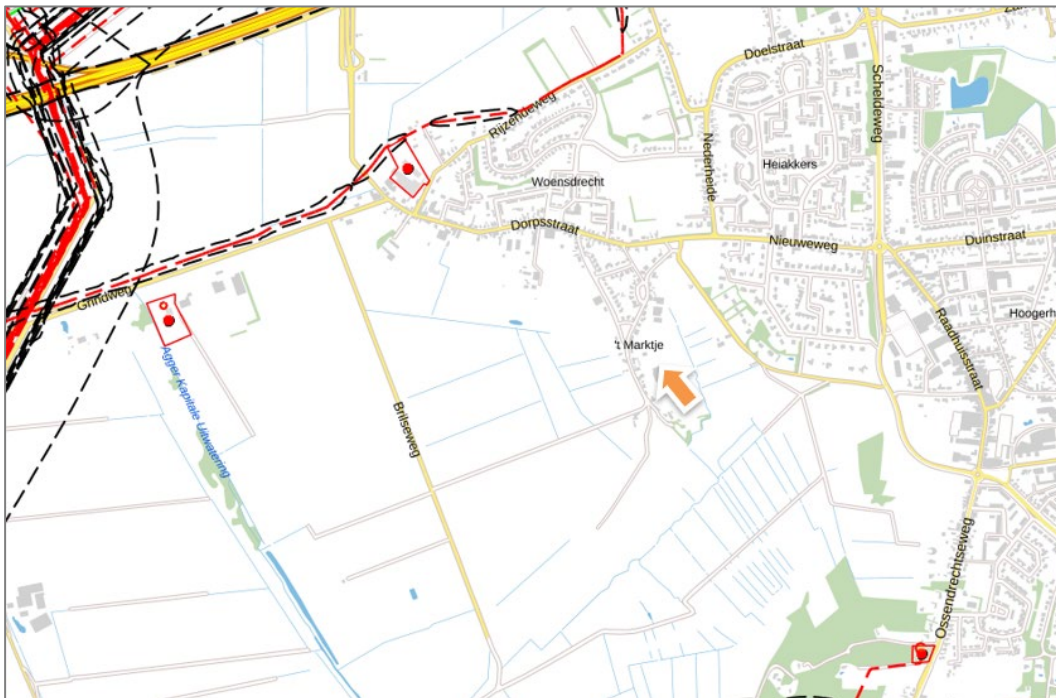 Doelstraat
Scheldeweg
Rijzendeweg
Nederheide
Heiakkers
Woensdrecht
Dorpsstraat
Nieuweweg
Duinstraat
Grindweg
Raadhuisstraat
Hoogerh
't Marktje
Agger Kapitale Uitwatering
Brilseweg
Ossendrechtseweg